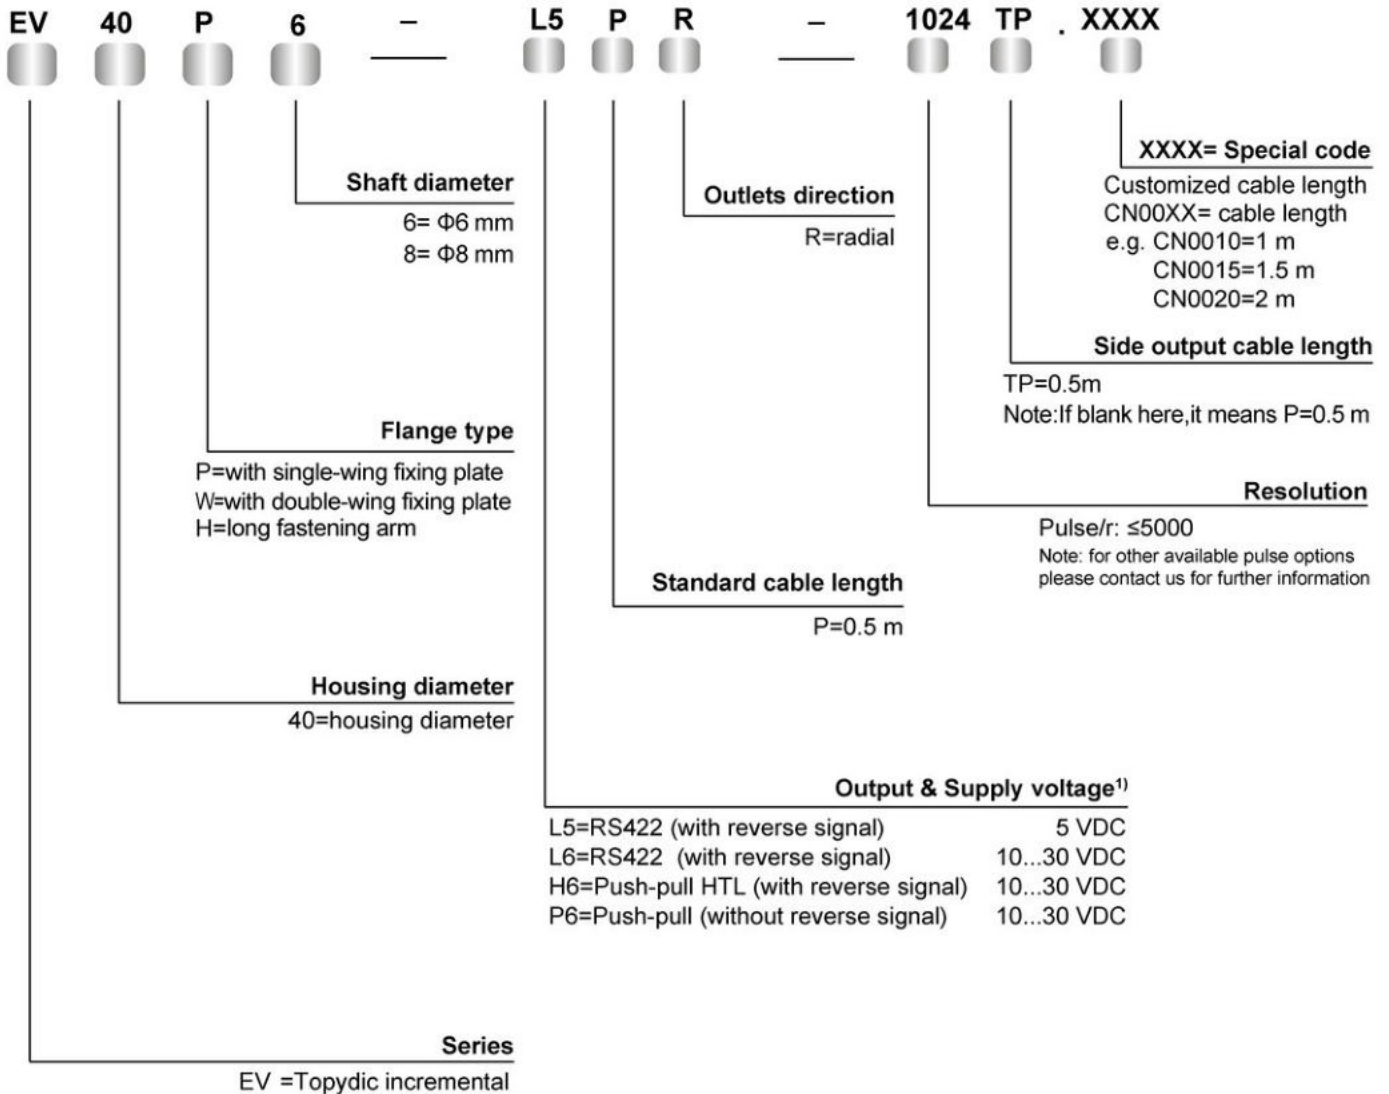 EV 40 P 6 – L5 P R – 1024 TP . XXXX
XXXX= Special code
Customized cable length
CN00XX= cable length
e.g. CN0010=1 m
CN0015=1.5 m
CN0020=2 m
Shaft diameter
6= Φ6 mm
8= Φ8 mm
Outlets direction
R=radial
Side output cable length
TP=0.5m
Note:If blank here,it means P=0.5 m
Flange type
P=with single-wing fixing plate
W=with double-wing fixing plate
H=long fastening arm
Resolution
Pulse/r: ≤5000
Note: for other available pulse options
please contact us for further information
Standard cable length
P=0.5 m
Housing diameter
40=housing diameter
Output & Supply voltage¹⁾
L5=RS422 (with reverse signal) 5 VDC
L6=RS422 (with reverse signal) 10...30 VDC
H6=Push-pull HTL (with reverse signal) 10...30 VDC
P6=Push-pull (without reverse signal) 10...30 VDC
Series
EV =Topydic incremental